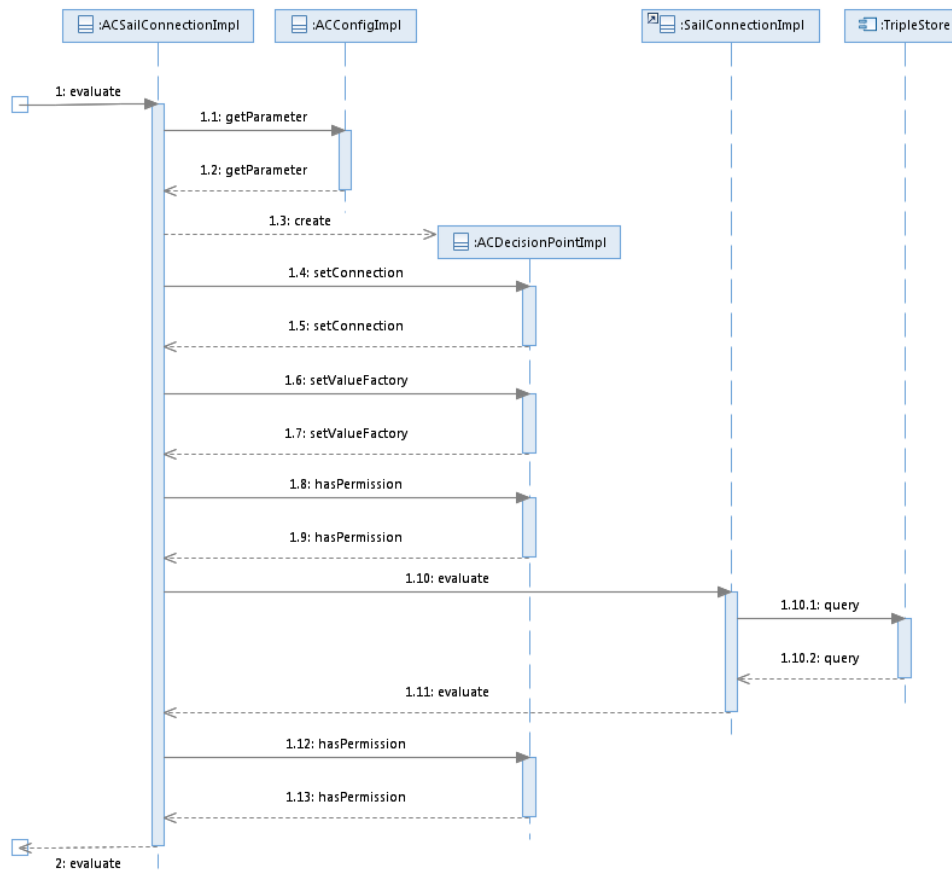 :ACSailConnectionImpl
:ACConfigImpl
:SailConnectionImpl
:TripleStore
1: evaluate
1.1: getParameter
1.2: getParameter
1.3: create
:ACDecisionPointImpl
1.4: setConnection
1.5: setConnection
1.6: setValueFactory
1.7: setValueFactory
1.8: hasPermission
1.9: hasPermission
1.10: evaluate
1.10.1: query
1.10.2: query
1.11: evaluate
1.12: hasPermission
1.13: hasPermission
2: evaluate